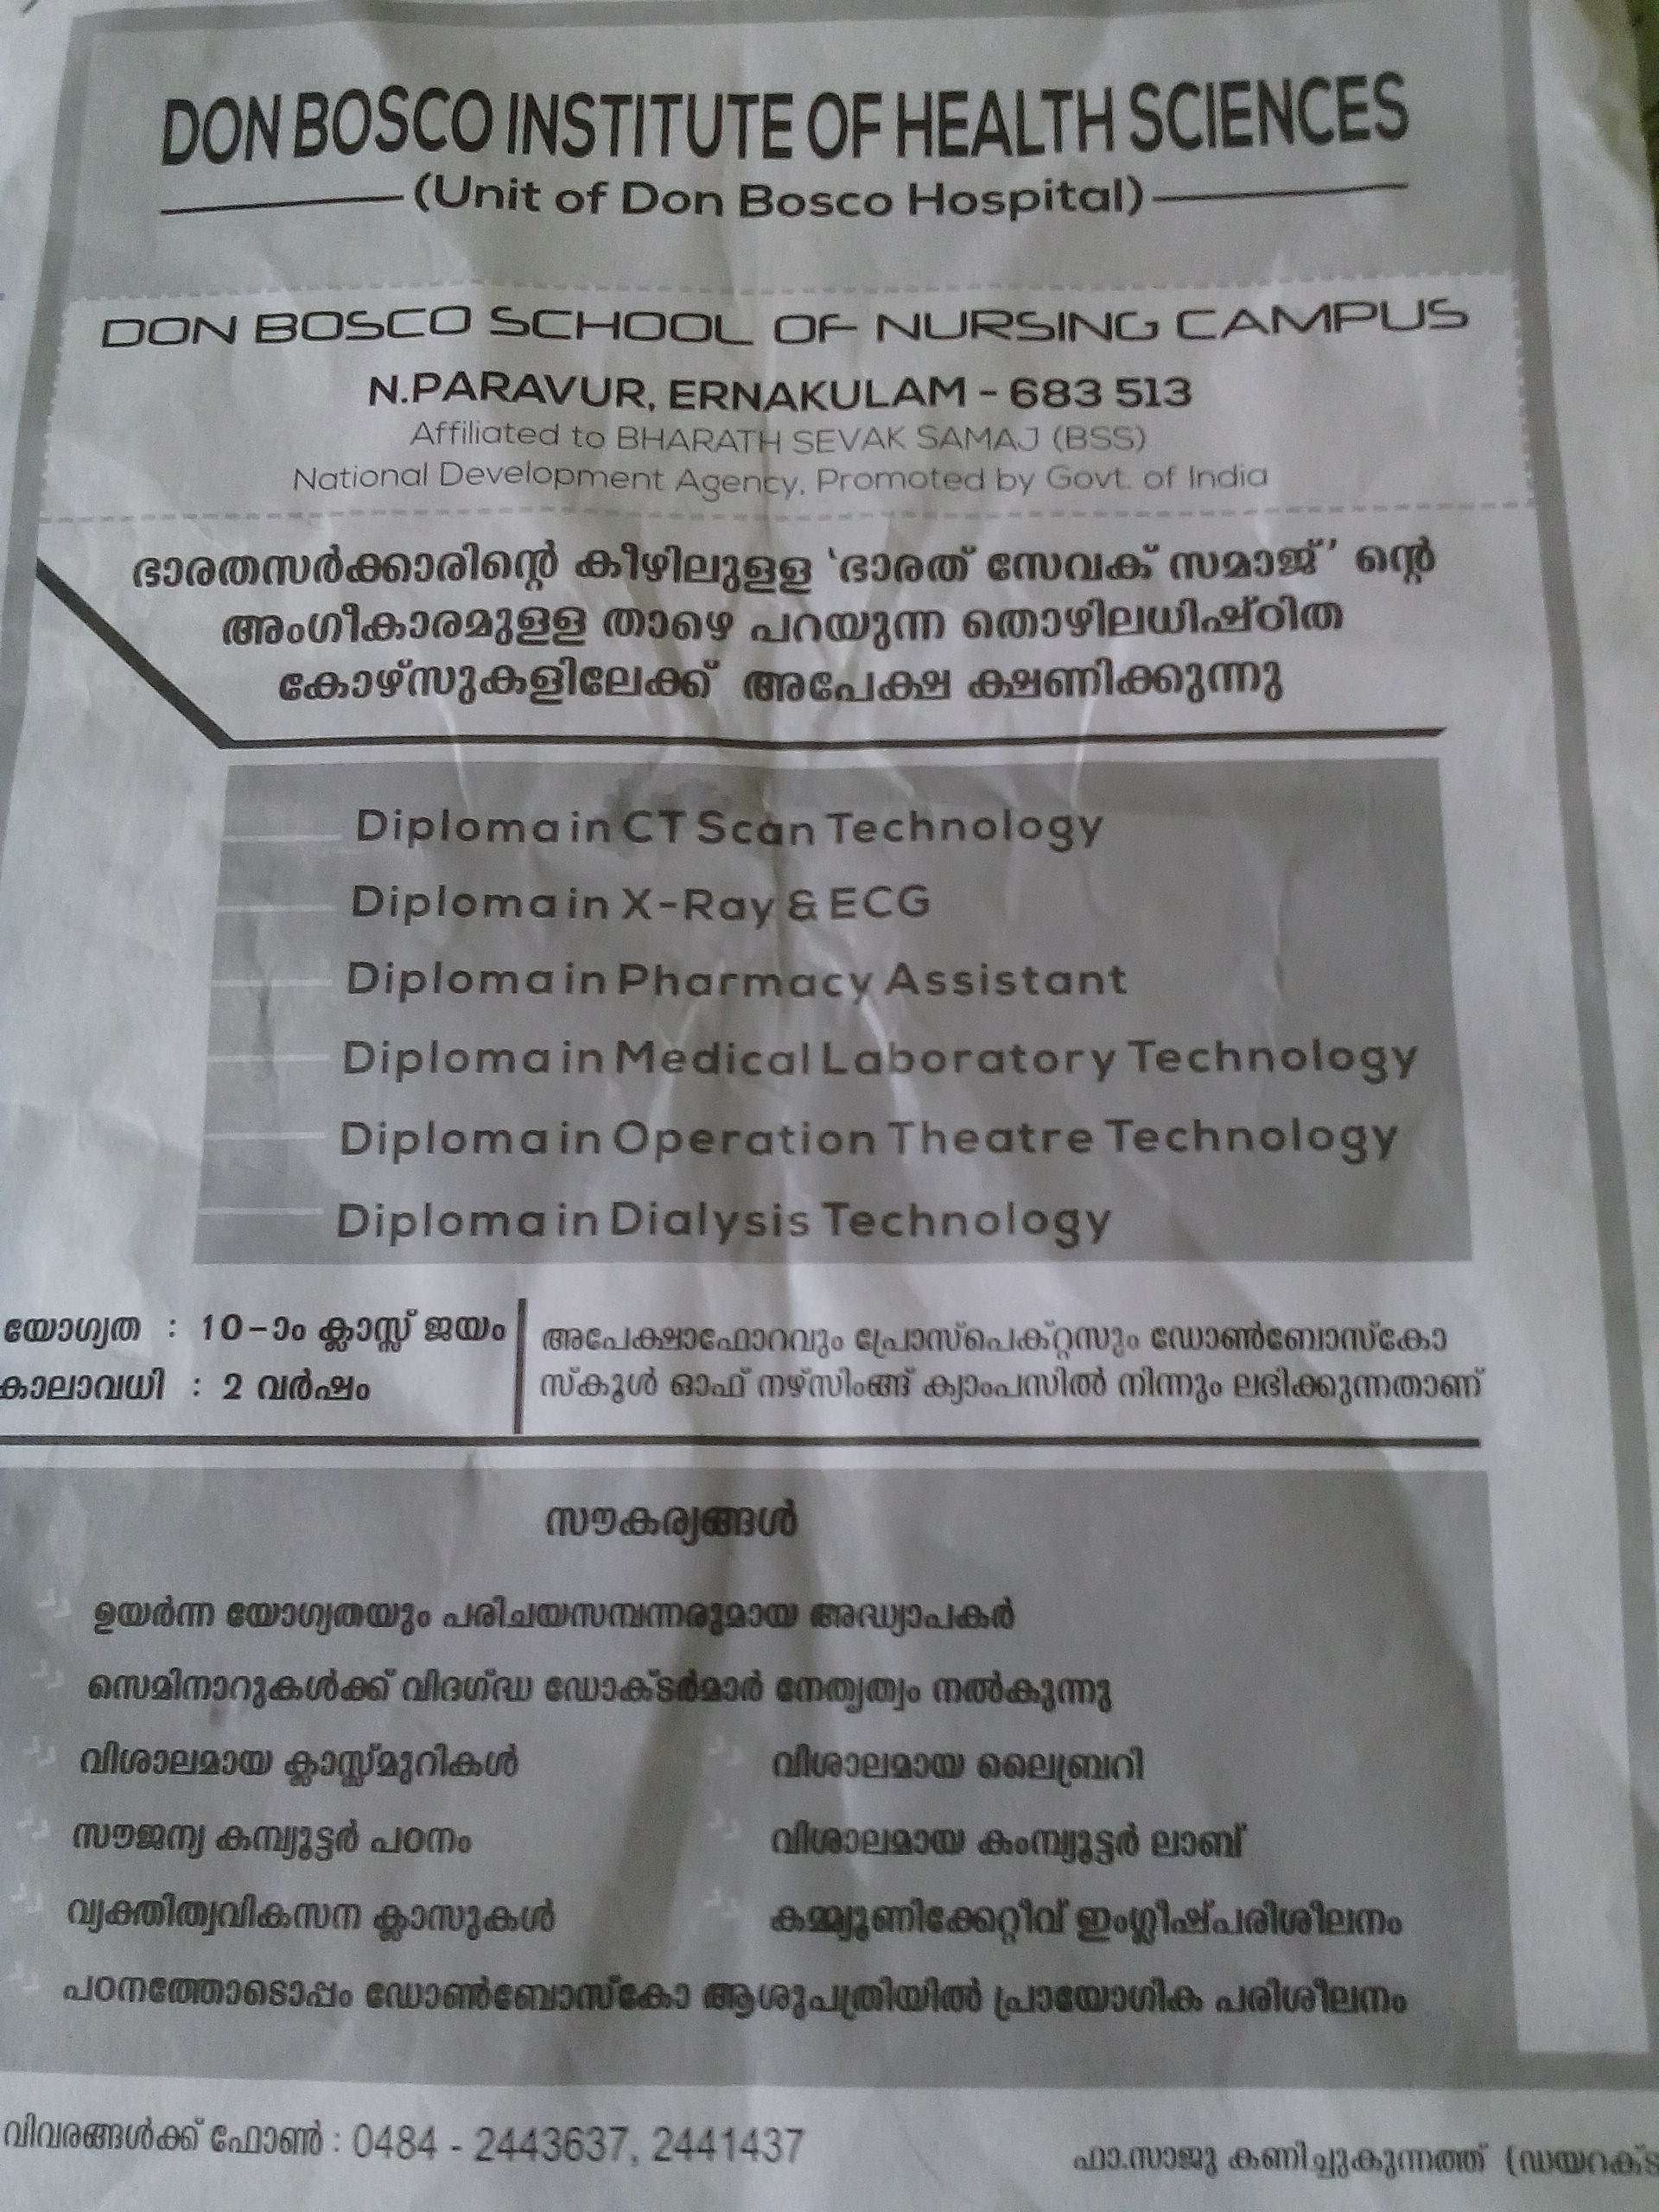 DON BOSCO INSTITUTE OF HEALTH SCIENCES
(Unit of Don Bosco Hospital)
DON BOSCO SCHOOL OF NURSING CAMPUS
N.PARAVUR, ERNAKULAM - 683 513
Affiliated to BHARATH SEVAK SAMAJ (BSS)
National Development Agency, Promoted by Govt. of India
ഭാരതസർക്കാരിന്റെ കീഴിലുളള 'ഭാരത് സേവക് സമാജ്' ന്റെ
അംഗീകാരമുളള താഴെ പറയുന്ന തൊഴിലധിഷ്ഠിത
കോഴ്സുകളിലേക്ക് അപേക്ഷ ക്ഷണിക്കുന്നു
Diploma in CT Scan Technology
Diploma in X-Ray & ECG
Diploma in Pharmacy Assistant
Diploma in Medical Laboratory Technology
Diploma in Operation Theatre Technology
Diploma in Dialysis Technology
യോഗ്യത : 10-ാം ക്ലാസ്സ് ജയം
കാലാവധി : 2 വർഷം
അപേക്ഷാഫോറവും പ്രോസ്പെക്റ്റസും ഡോൺബോസ്കോ
സ്കൂൾ ഓഫ് നഴ്സിംങ്ങ് ക്യാംപസിൽ നിന്നും ലഭിക്കുന്നതാണ്
സൗകര്യങ്ങൾ
ഉയർന്ന യോഗ്യതയും പരിചയസമ്പന്നരുമായ അദ്ധ്യാപകർ
സെമിനാറുകൾക്ക് വിദഗ്ദ്ധ ഡോക്ടർമാർ നേതൃത്വം നൽകുന്നു
വിശാലമായ ക്ലാസ്സ്മുറികൾ വിശാലമായ ലൈബ്രറി
സൗജന്യ കമ്പ്യൂട്ടർ പഠനം വിശാലമായ കംമ്പ്യൂട്ടർ ലാബ്
വ്യക്തിത്വവികസന ക്ലാസുകൾ കമ്മ്യൂണിക്കേറ്റീവ് ഇംഗ്ലീഷ്പരിശീലനം
പഠനത്തോടൊപ്പം ഡോൺബോസ്കോ ആശുപത്രിയിൽ പ്രായോഗിക പരിശീലനം
വിവരങ്ങൾക്ക് ഫോൺ : 0484 - 2443637, 2441437
ഫാ.സാജു കണിച്ചുകുന്നത്ത്